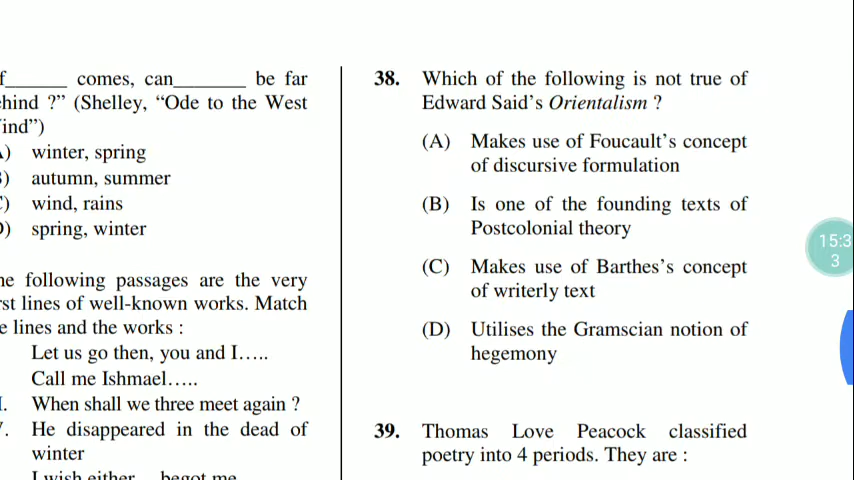 comes, can be far
?” (Shelley, “Ode to the West
winter, spring
autumn, summer
wind, rains
spring, winter
following passages are the very
lines of well-known works. Match
lines and the works :
Let us go then, you and I…..
Call me Ishmael…..
When shall we three meet again ?
He disappeared in the dead of
winter
I wish either
38. Which of the following is not true of
Edward Said’s Orientalism ?
(A) Makes use of Foucault’s concept
of discursive formulation
(B) Is one of the founding texts of
Postcolonial theory
(C) Makes use of Barthes’s concept
of writerly text
(D) Utilises the Gramscian notion of
hegemony
39. Thomas Love Peacock classified
poetry into 4 periods. They are :
15:3
3